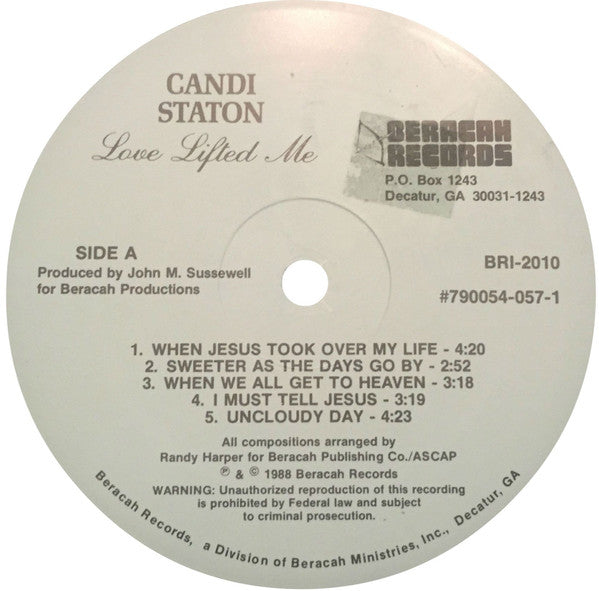 CANDI
STATON
Love Lifted Me
BERACAH
RECORDS
P.O. Box 1243
Decatur, GA 30031-1243
SIDE A
Produced by John M. Sussewell
for Beracah Productions
BRI-2010
#790054-057-1
1. WHEN JESUS TOOK OVER MY LIFE - 4:20
2. SWEETER AS THE DAYS GO BY - 2:52
3. WHEN WE ALL GET TO HEAVEN - 3:18
4. I MUST TELL JESUS - 3:19
5. UNCLOUDY DAY - 4:23
All compositions arranged by
Randy Harper for Beracah Publishing Co./ASCAP
℗ & © 1988 Beracah Records
WARNING: Unauthorized reproduction of this recording
is prohibited by Federal law and subject
to criminal prosecution.
Beracah Records, a Division of Beracah Ministries, Inc., Decatur, GA